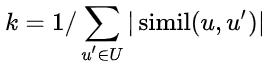 k = 1/ ∑_{u′∈U} | simil(u, u′)|